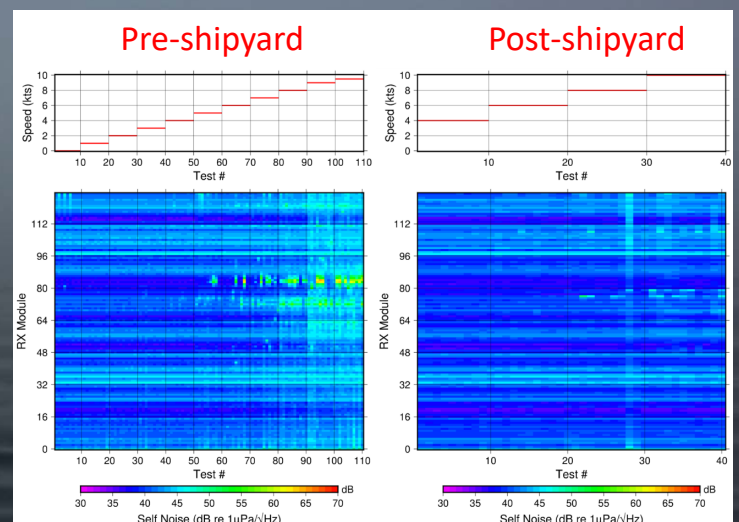 Pre-shipyard
Post-shipyard
10
8
6
4
2
0
Speed (kts)
10 20 30 40 50 60 70 80 90 100 110
Test #
10
8
6
4
2
0
Speed (kts)
10 20 30 40
Test #
112
96
80
64
48
32
16
0
RX Module
10 20 30 40 50 60 70 80 90 100 110
Test #
112
96
80
64
48
32
16
0
RX Module
10 20 30 40
Test #
dB
30 35 40 45 50 55 60 65 70
Self Noise (dB re 1uPa/√Hz)
dB
30 35 40 45 50 55 60 65 70
Self Noise (dB re 1uPa/√Hz)